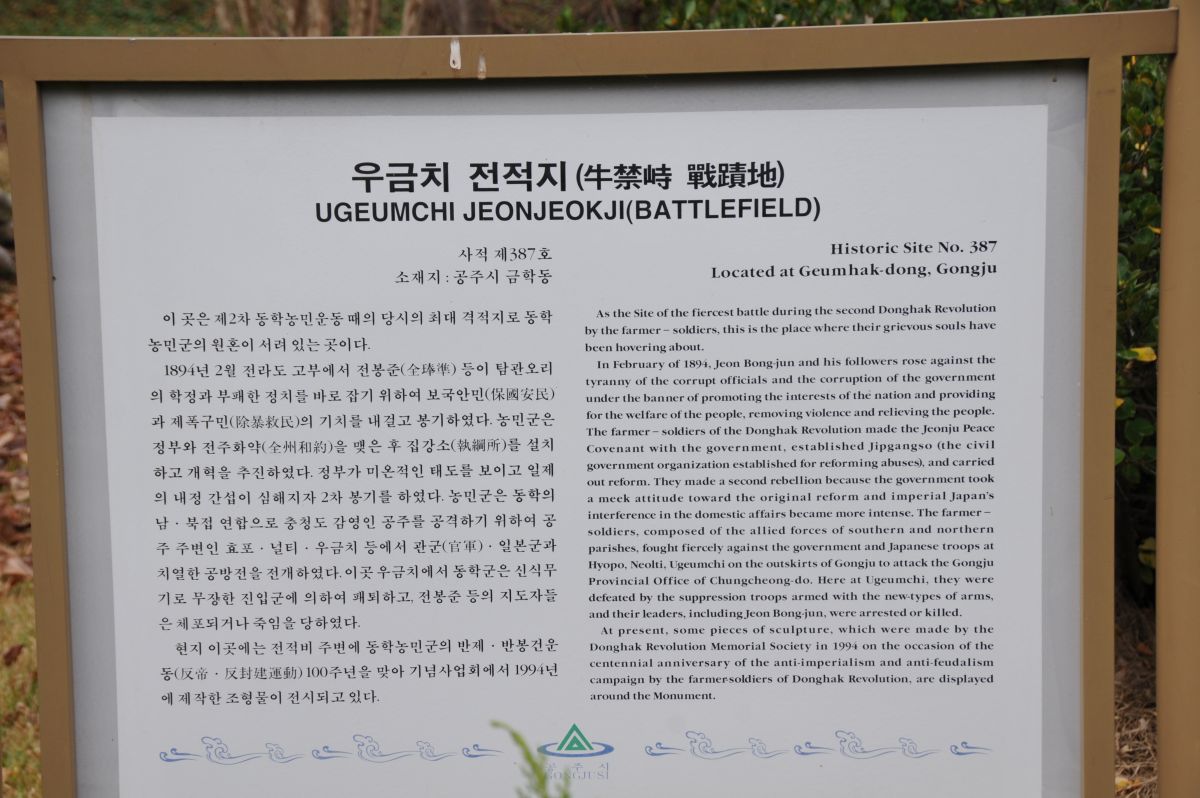 우금치 전적지(牛禁峙 戰蹟地)
UGEUMCHI JEONJEOKJI(BATTLEFIELD)
사적 제387호
소재지 : 공주시 금학동
이 곳은 제2차 동학농민운동 때의 당시의 최대 격적지로 동학
농민군의 원혼이 서려 있는 곳이다.
1894년 2월 전라도 고부에서 전봉준(全琫準) 등이 탐관오리
의 학정과 부패한 정치를 바로 잡기 위하여 보국안민(保國安民)
과 제폭구민(除暴救民)의 기치를 내걸고 봉기하였다. 농민군은
정부와 전주화약(全州和約)을 맺은 후 집강소(執綱所)를 설치
하고 개혁을 추진하였다. 정부가 미온적인 태도를 보이고 일제
의 내정 간섭이 심해지자 2차 봉기를 하였다. 농민군은 동학의
남 · 북접 연합으로 충청도 감영인 공주를 공격하기 위하여 공
주 주변인 효포 · 널티 · 우금치 등에서 관군(官軍) · 일본군과
치열한 공방전을 전개하였다. 이곳 우금치에서 동학군은 신식무
기로 무장한 진입군에 의하여 패퇴하고, 전봉준 등의 지도자들
은 체포되거나 죽임을 당하였다.
현지 이곳에는 전적비 주변에 동학농민군의 반제 · 반봉건운
동(反帝 · 反封建運動) 100주년을 맞아 기념사업회에서 1994년
에 제작한 조형물이 전시되고 있다.
Historic Site No. 387
Located at Geumhak-dong, Gongju
As the Site of the fiercest battle during the second Donghak Revolution
by the farmer – soldiers, this is the place where their grievous souls have
been hovering about.
In February of 1894, Jeon Bong-jun and his followers rose against the
tyranny of the corrupt officials and the corruption of the government
under the banner of promoting the interests of the nation and providing
for the welfare of the people, removing violence and relieving the people.
The farmer – soldiers of the Donghak Revolution made the Jeonju Peace
Covenant with the government, established Jipgangso (the civil
government organization established for reforming abuses), and carried
out reform. They made a second rebellion because the government took
a meek attitude toward the original reform and imperial Japan's
interference in the domestic affairs became more intense. The farmer –
soldiers, composed of the allied forces of southern and northern
parishes, fought fiercely against the government and Japanese troops at
Hyopo, Neolti, Ugeumchi on the outskirts of Gongju to attack the Gongju
Provincial Office of Chungcheong-do. Here at Ugeumchi, they were
defeated by the suppression troops armed with the new-types of arms,
and their leaders, including Jeon Bong-jun, were arrested or killed.
At present, some pieces of sculpture, which were made by the
Donghak Revolution Memorial Society in 1994 on the occasion of the
centennial anniversary of the anti-imperialism and anti-feudalism
campaign by the farmer-soldiers of Donghak Revolution, are displayed
around the Monument.
공 주 시
GONGJUSI